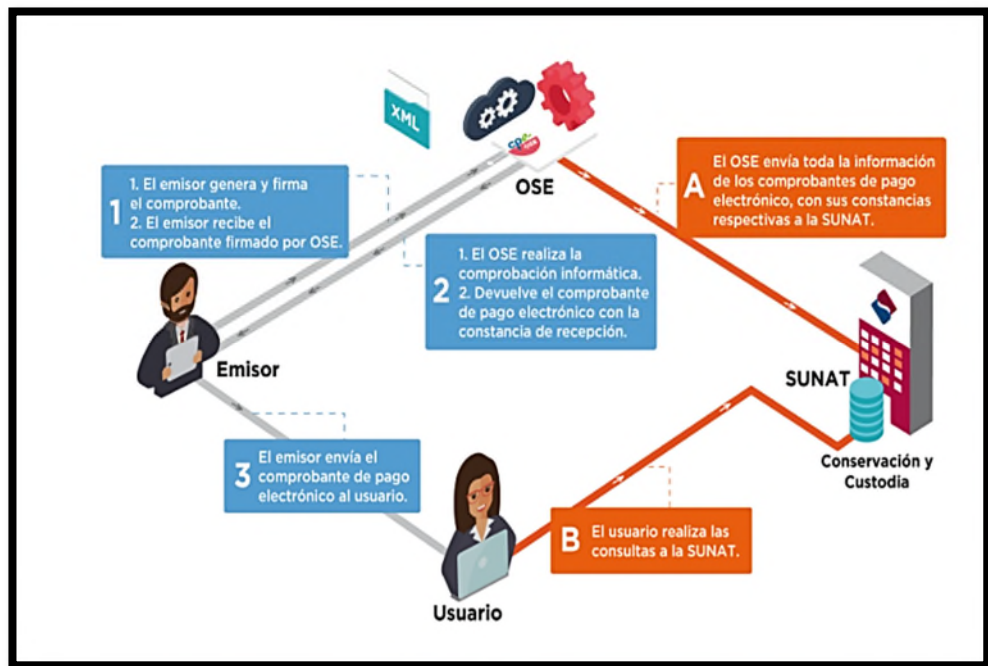 XML
cpe
OSE
1
1. El emisor genera y firma
el comprobante.
2. El emisor recibe el
comprobante firmado por OSE.
A
El OSE envía toda la información
de los comprobantes de pago
electrónico, con sus constancias
respectivas a la SUNAT.
2
1. El OSE realiza la
comprobación informática.
2. Devuelve el comprobante
de pago electrónico con la
constancia de recepción.
Emisor
SUNAT
Conservación y
Custodia
3
El emisor envía el
comprobante de pago
electrónico al usuario.
B
El usuario realiza las
consultas a la SUNAT.
Usuario